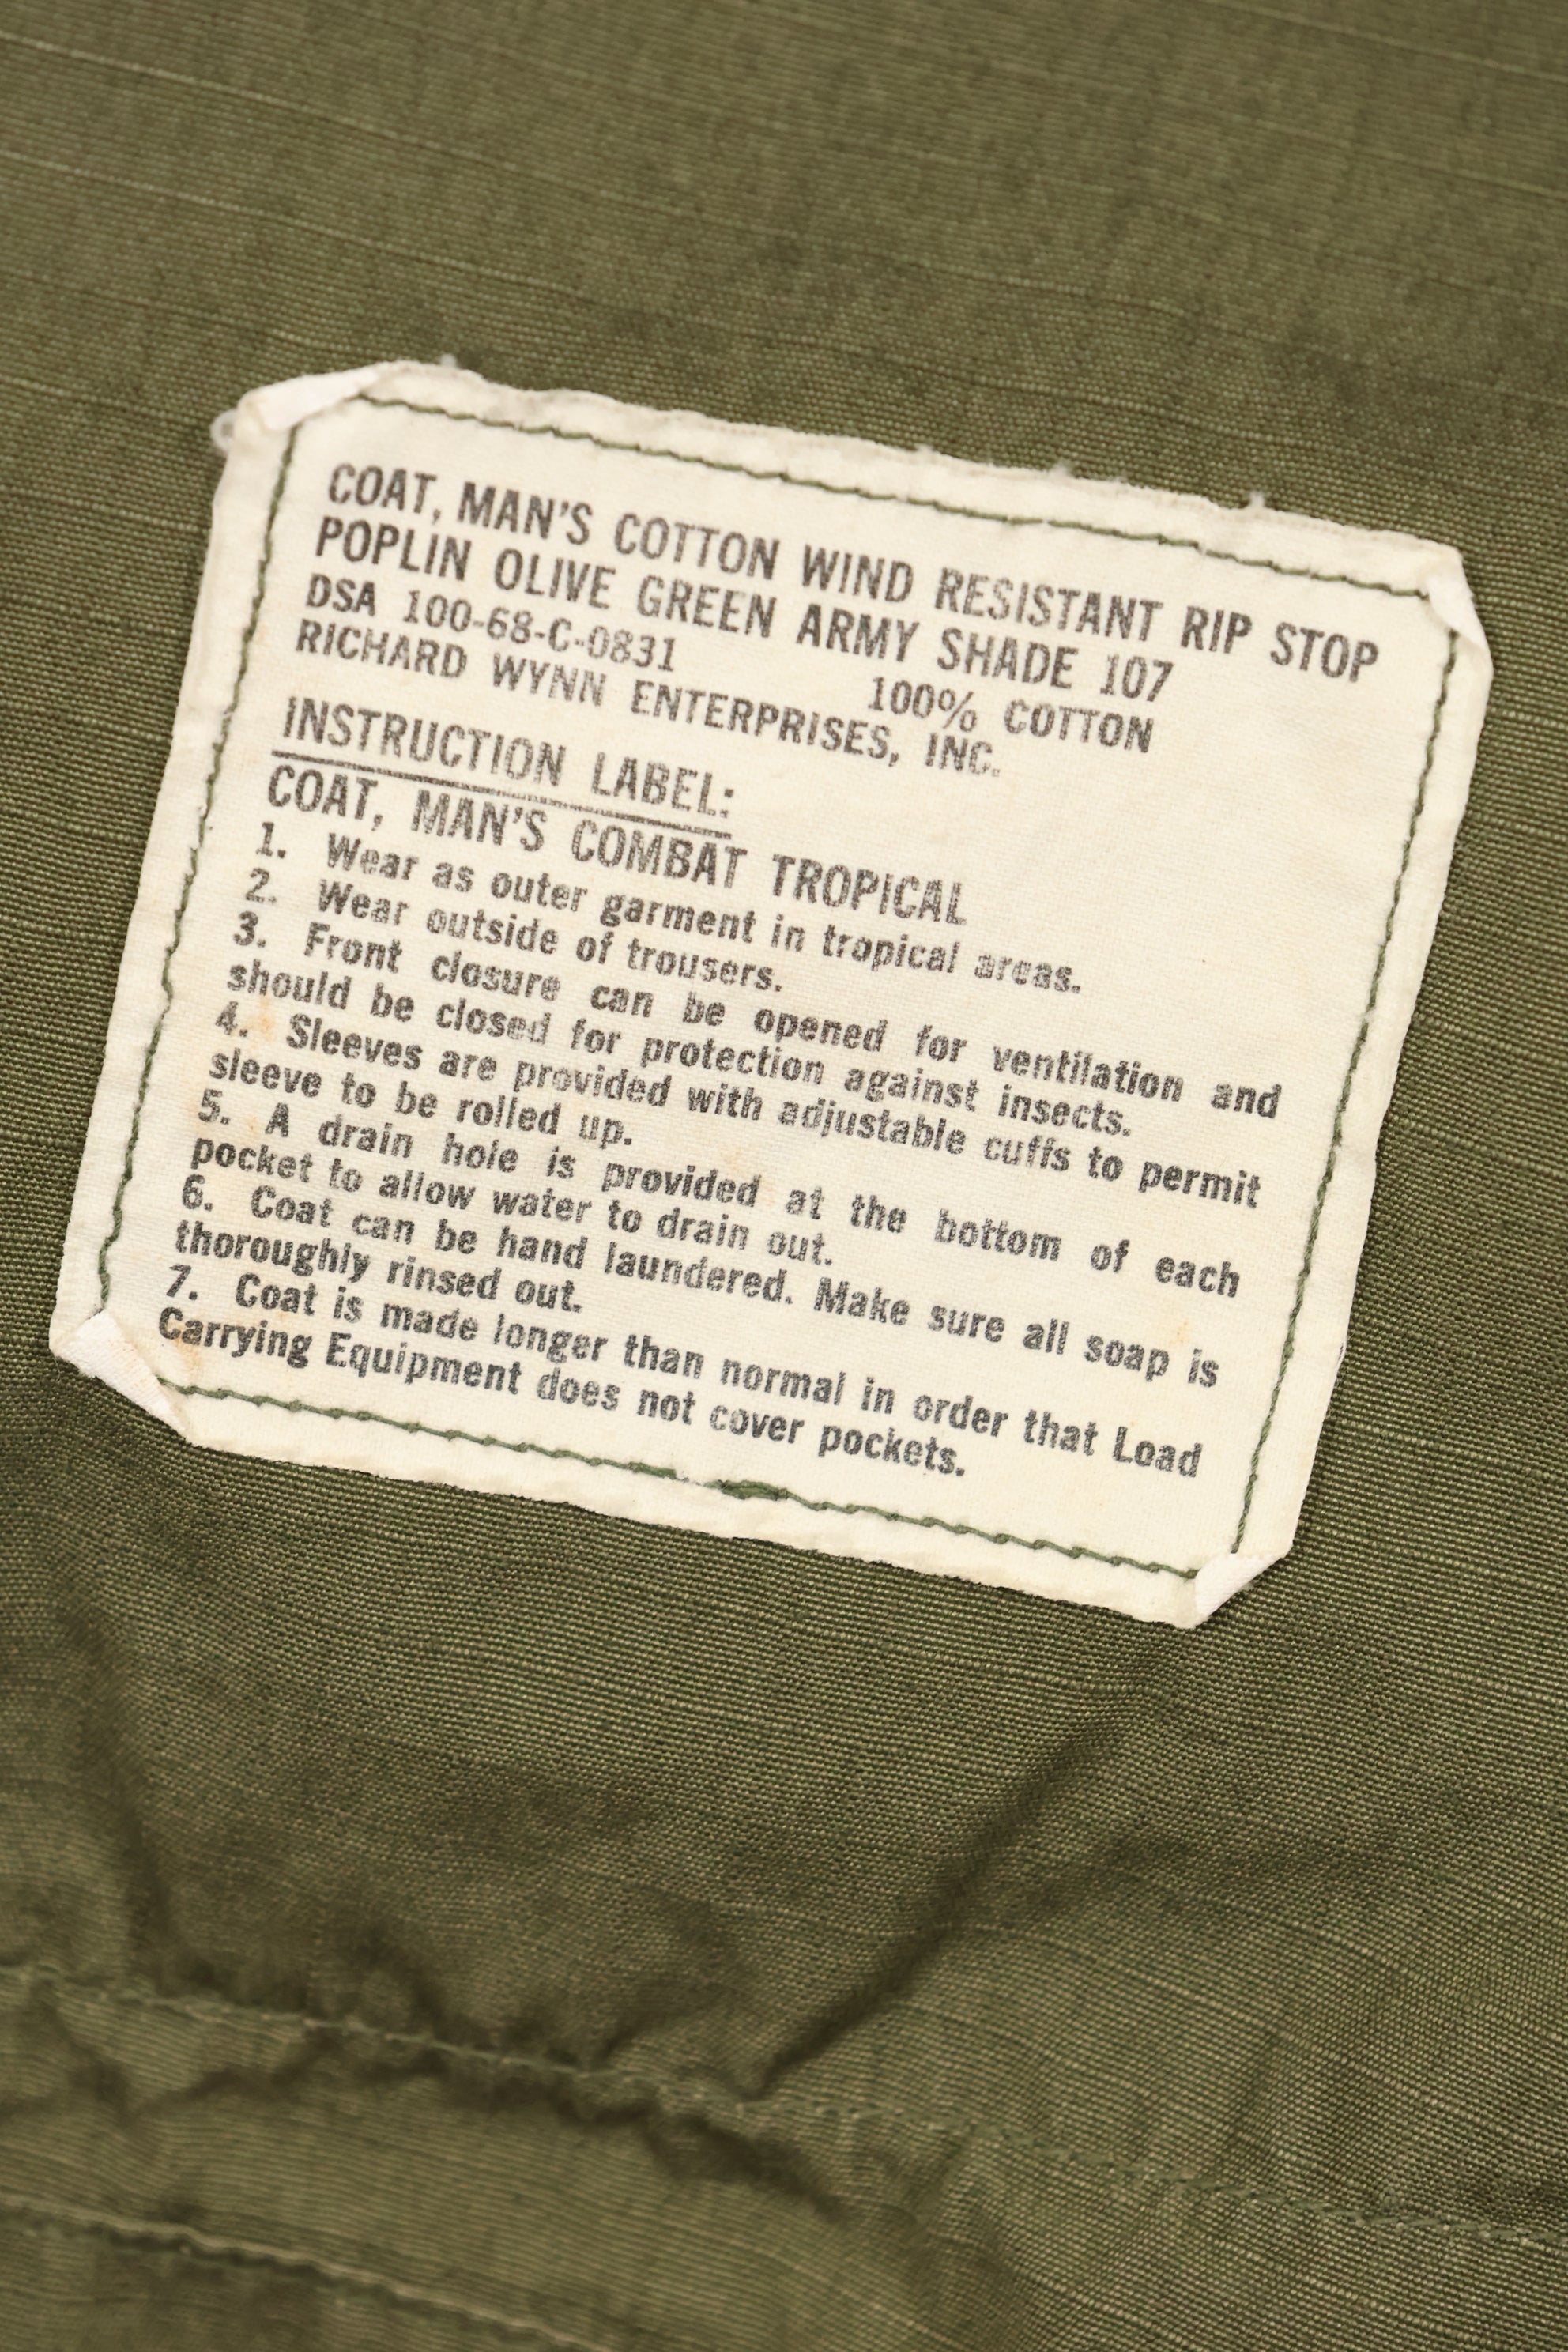 COAT, MAN'S COTTON WIND RESISTANT RIP STOP
POPLIN OLIVE GREEN ARMY SHADE 107
DSA 100-68-C-0831 100% COTTON
RICHARD WYNN ENTERPRISES, INC.
INSTRUCTION LABEL:
COAT, MAN'S COMBAT TROPICAL
1. Wear as outer garment in tropical areas.
2. Wear outside of trousers.
3. Front closure can be opened for ventilation and
should be closed for protection against insects.
4. Sleeves are provided with adjustable cuffs to permit
sleeve to be rolled up.
5. A drain hole is provided at the bottom of each
pocket to allow water to drain out.
6. Coat can be hand laundered. Make sure all soap is
thoroughly rinsed out.
7. Coat is made longer than normal in order that Load
Carrying Equipment does not cover pockets.